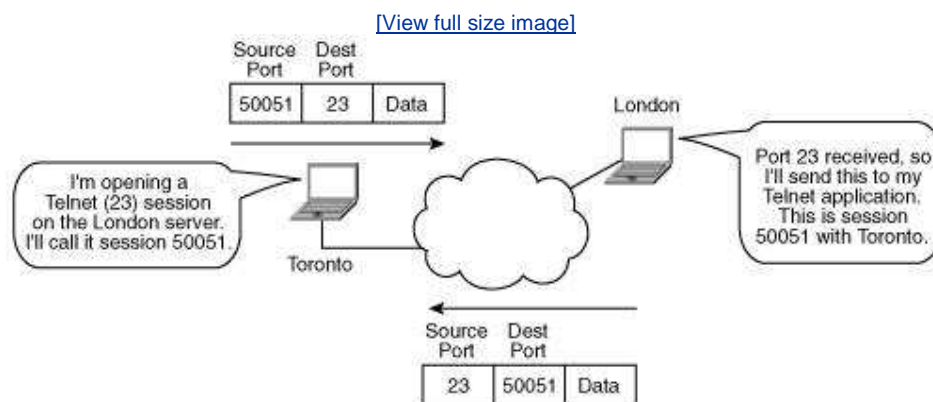 [View full size image]
Source Port
Dest Port
50051 23 Data
London
I'm opening a
Telnet (23) session
on the London server.
I'll call it session 50051.
Toronto
Port 23 received, so
I'll send this to my
Telnet application.
This is session
50051 with Toronto.
Source Port
Dest Port
23 50051 Data